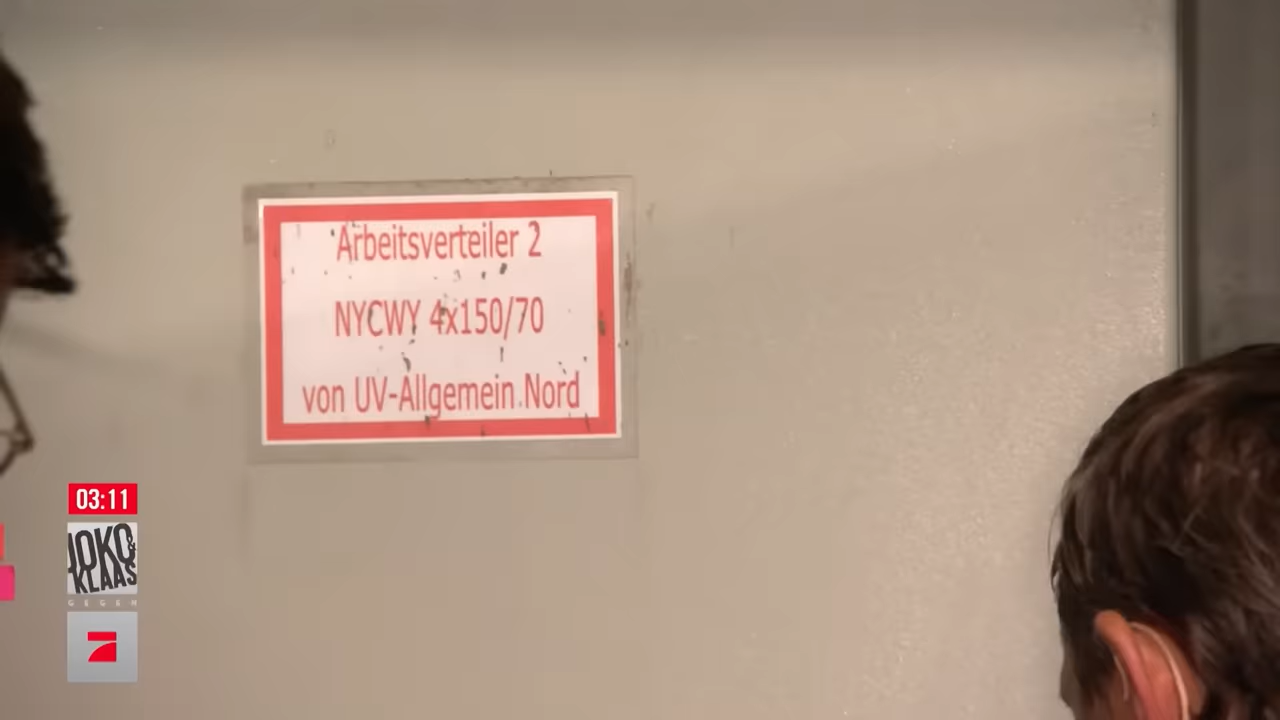 Arbeitsverteiler 2
NYCWY 4x150/70
von UV-Allgemein Nord
03:11
JOKO&
KLAAS
GEGEN